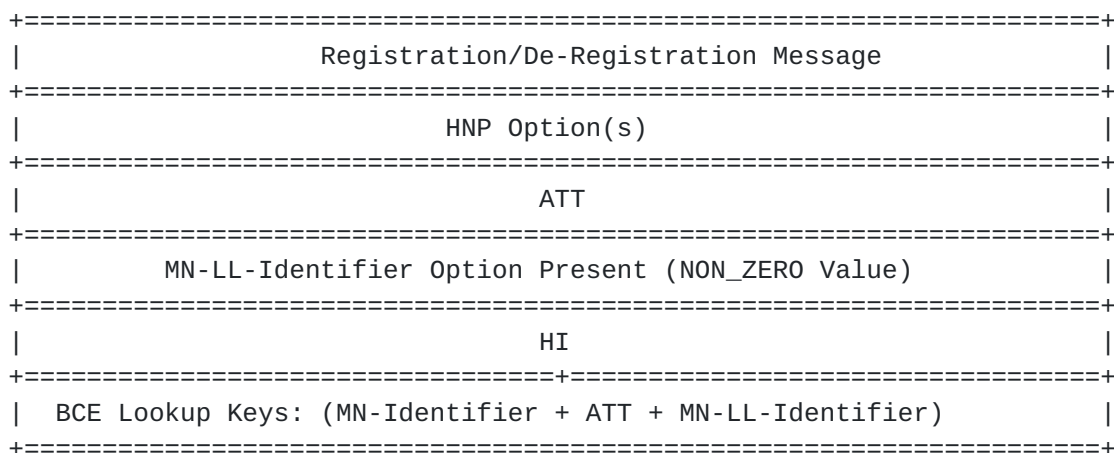 +=====================================================================+
|                   Registration/De-Registration Message              |
+=====================================================================+
|                           HNP Option(s)                             |
+=====================================================================+
|                                 ATT                                 |
+=====================================================================+
|         MN-LL-Identifier Option Present (NON_ZERO Value)            |
+=====================================================================+
|                                 HI                                  |
+==================================+==================================+
|  BCE Lookup Keys: (MN-Identifier + ATT + MN-LL-Identifier)          |
+=====================================================================+